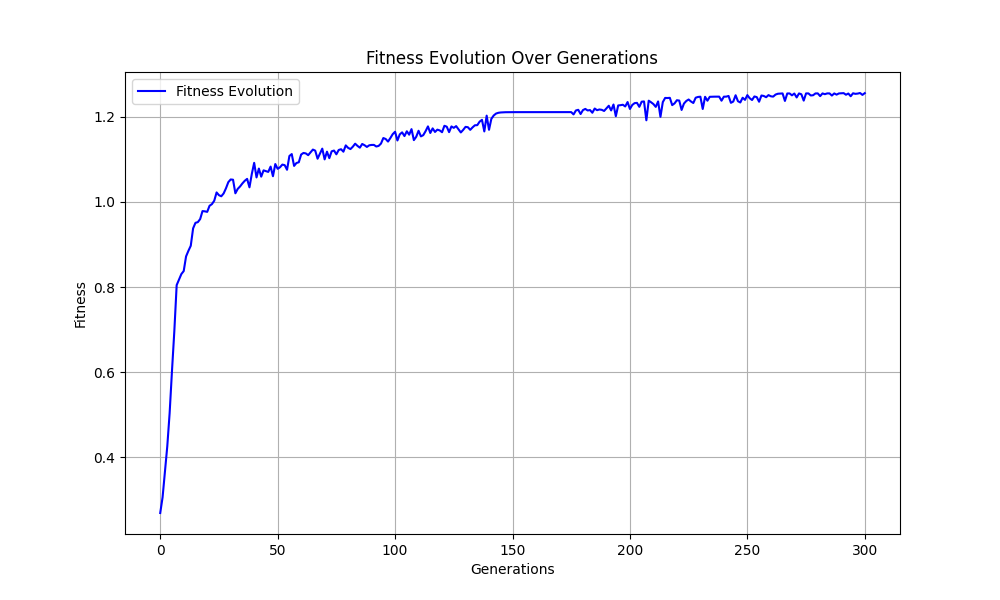 Fitness Evolution Over Generations
Fitness Evolution
Fitness
1.2
1.0
0.8
0.6
0.4
0 50 100 150 200 250 300
Generations